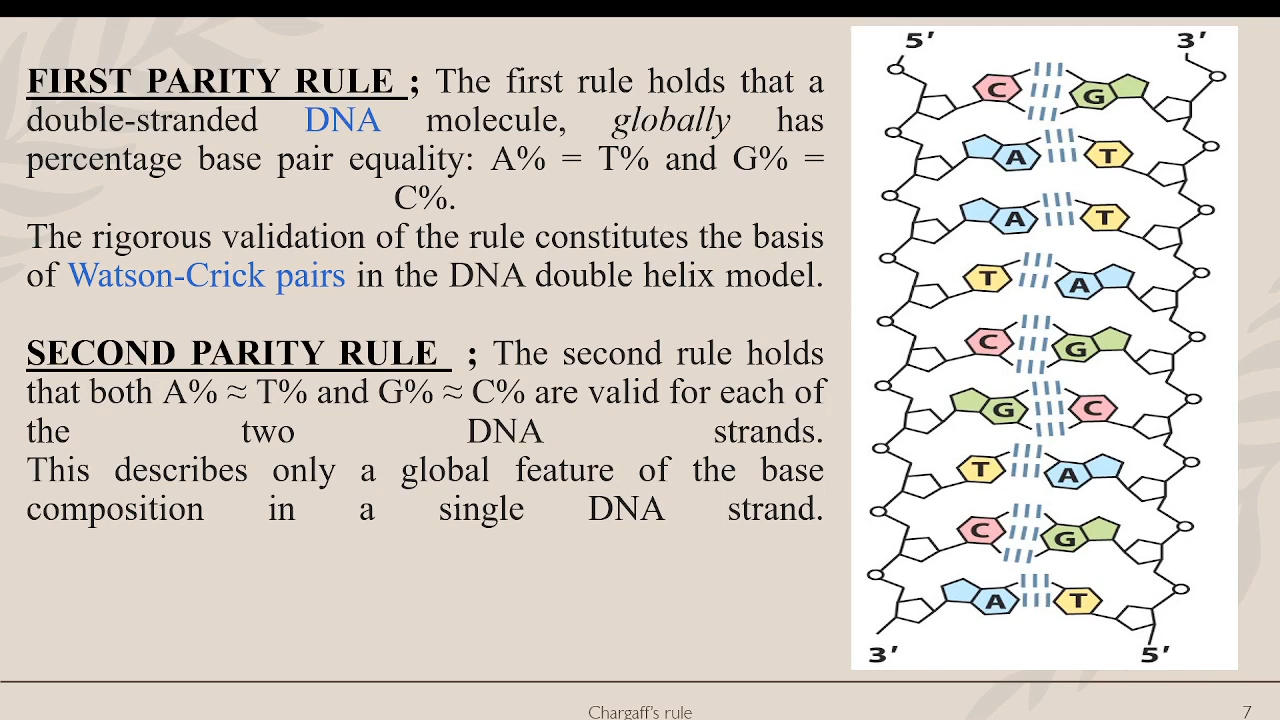 FIRST PARITY RULE ; The first rule holds that a
double-stranded DNA molecule, globally has
percentage base pair equality: A% = T% and G% =
C%.
The rigorous validation of the rule constitutes the basis
of Watson-Crick pairs in the DNA double helix model.
SECOND PARITY RULE ; The second rule holds
that both A% ≈ T% and G% ≈ C% are valid for each of
the two DNA strands.
This describes only a global feature of the base
composition in a single DNA strand.
5′ 3′
C G
A T
A T
T A
C G
G C
T A
C G
A T
3′ 5′
Chargaff's rule 7